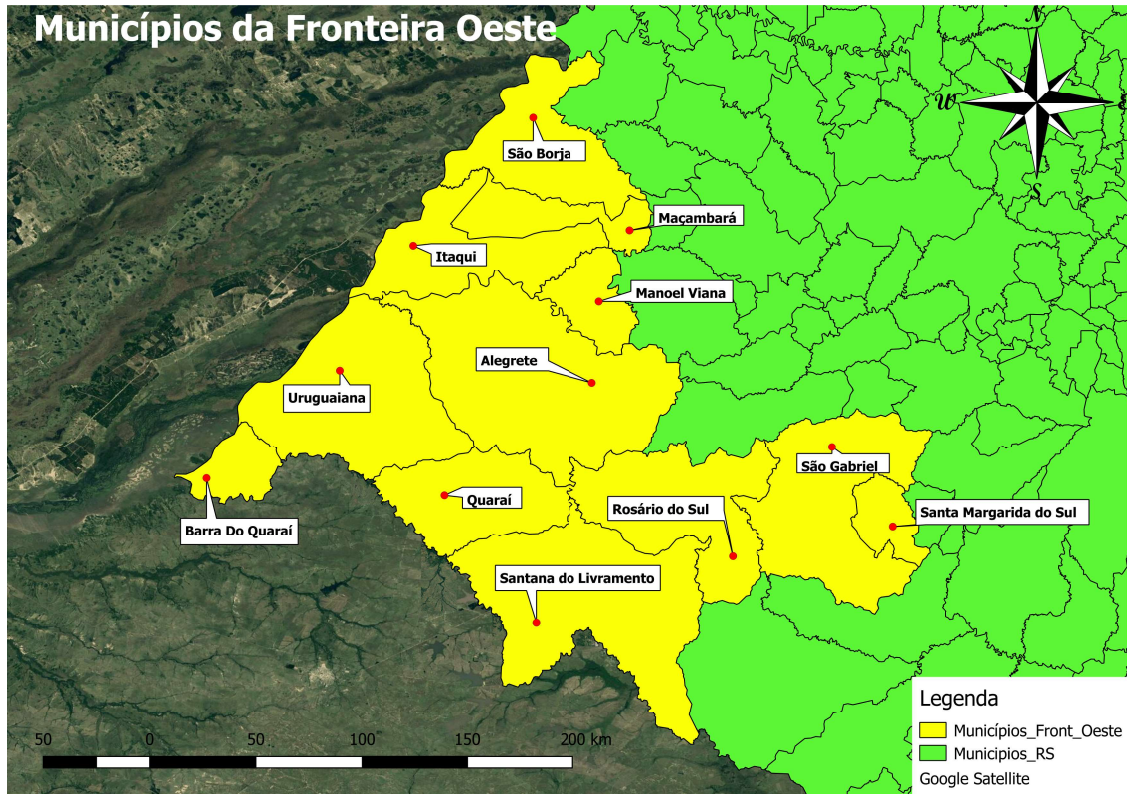 Municípios da Fronteira Oeste
N
W
E
S
São Borja
Maçambará
Itaqui
Manoel Viana
Alegrete
Uruguaiana
São Gabriel
Quaraí
Rosário do Sul
Santa Margarida do Sul
Barra Do Quaraí
Santana do Livramento
50 0 50 100 150 200 km
Legenda
Municípios_Front_Oeste
Municipios_RS
Google Satellite